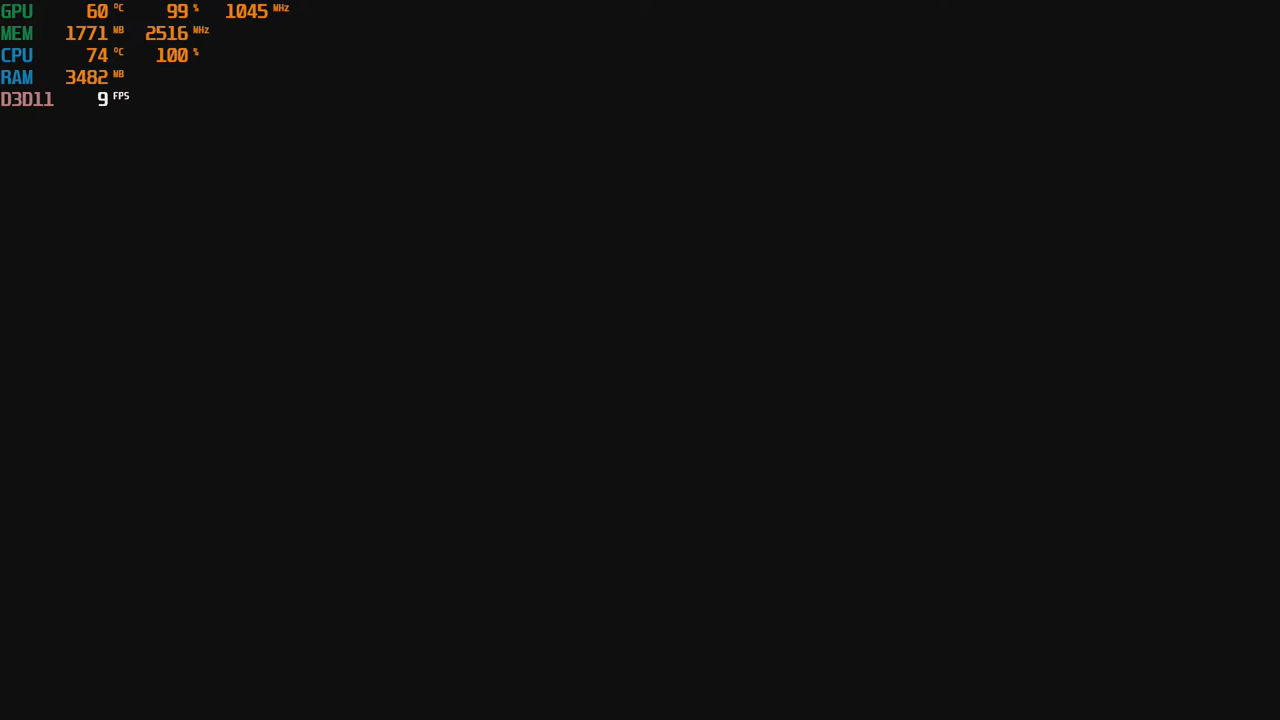 GPU 60 °C 99 % 1045 MHz
MEM 1771 MB 2516 MHz
CPU 74 °C 100 %
RAM 3482 MB
D3D11 9 FPS